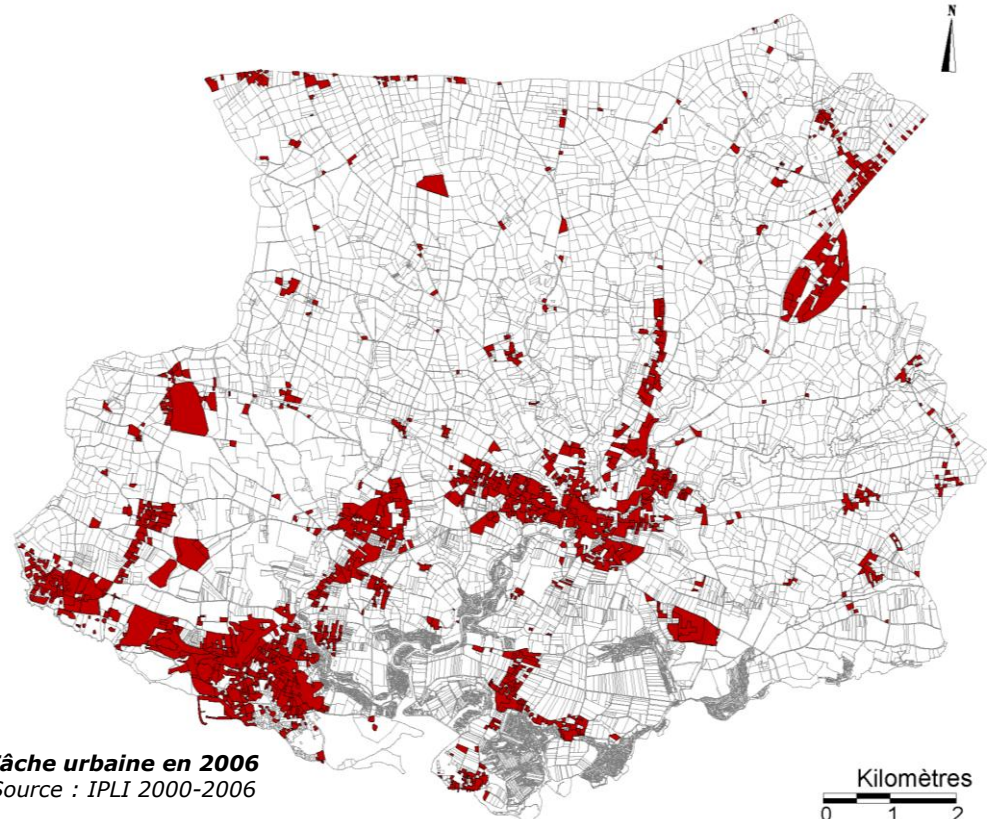 N
âche urbaine en 2006
Source : IPLI 2000-2006
Kilomètres
0 1 2